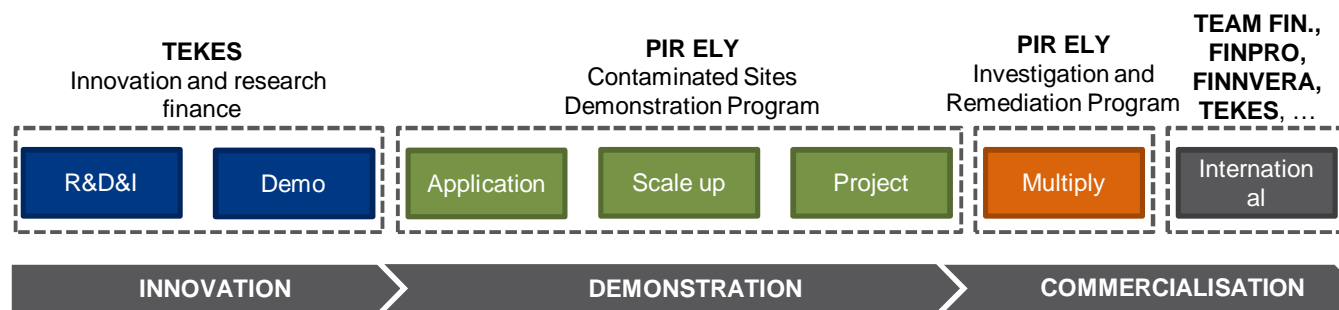 TEKES
Innovation and research
finance
PIR ELY
Contaminated Sites
Demonstration Program
PIR ELY
Investigation and
Remediation Program
TEAM FIN.,
FINPRO,
FINNVERA,
TEKES, …
R&D&I
Demo
Application
Scale up
Project
Multiply
Internation
al
INNOVATION
DEMONSTRATION
COMMERCIALISATION